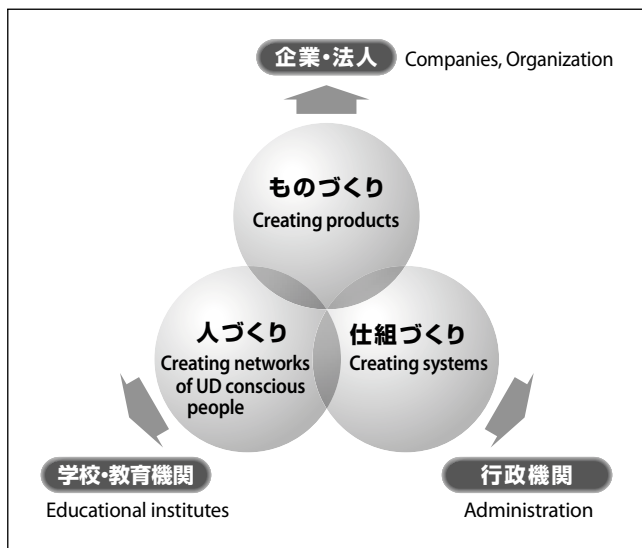 企業・法人 Companies, Organization
ものづくり
Creating products
人づくり
Creating networks
of UD conscious
people
仕組づくり
Creating systems
学校・教育機関
Educational institutes
行政機関
Administration